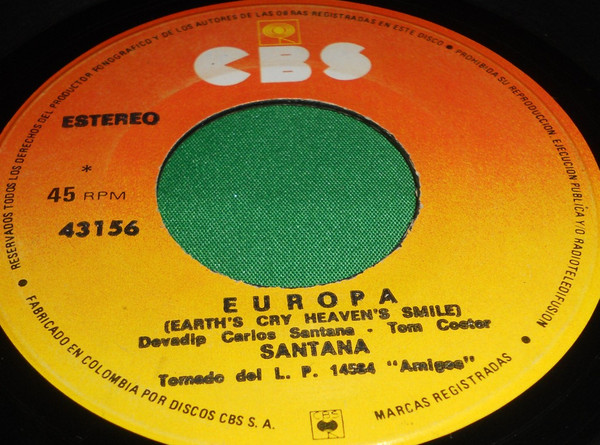 RESERVADOS TODOS LOS DERECHOS DEL PRODUCTOR FONOGRAFICO Y DE LOS AUTORES DE LAS OBRAS REGISTRADAS EN ESTE DISCO • PROHIBIDA SU REPRODUCCION, EJECUCION PUBLICA Y/O RADIOTELEDIFUSION
CBS
ESTEREO
*
45 RPM
43156
EUROPA
(EARTH'S CRY HEAVEN'S SMILE)
Devadip Carlos Santana - Tom Coster
SANTANA
Tomado del L. P. 14584 "Amigos"
• FABRICADO EN COLOMBIA POR DISCOS CBS S. A.
CBS
MARCAS REGISTRADAS •